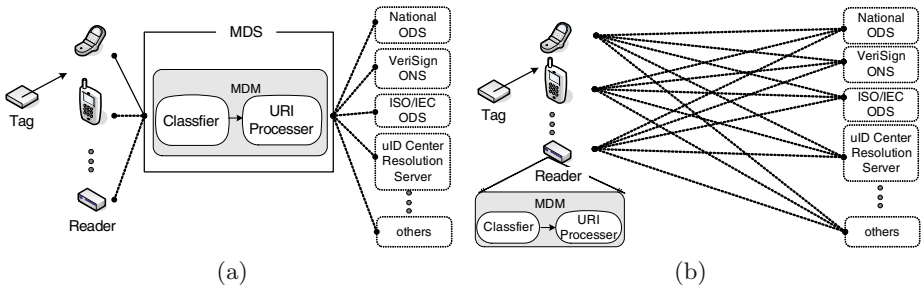 MDS
MDM
Classfier
URI
Processer
Tag
Reader
National
ODS
VeriSign
ONS
ISO/IEC
ODS
uID Center
Resolution
Server
others
(a)
Tag
Reader
MDM
Classfier
URI
Processer
National
ODS
VeriSign
ONS
ISO/IEC
ODS
uID Center
Resolution
Server
others
(b)